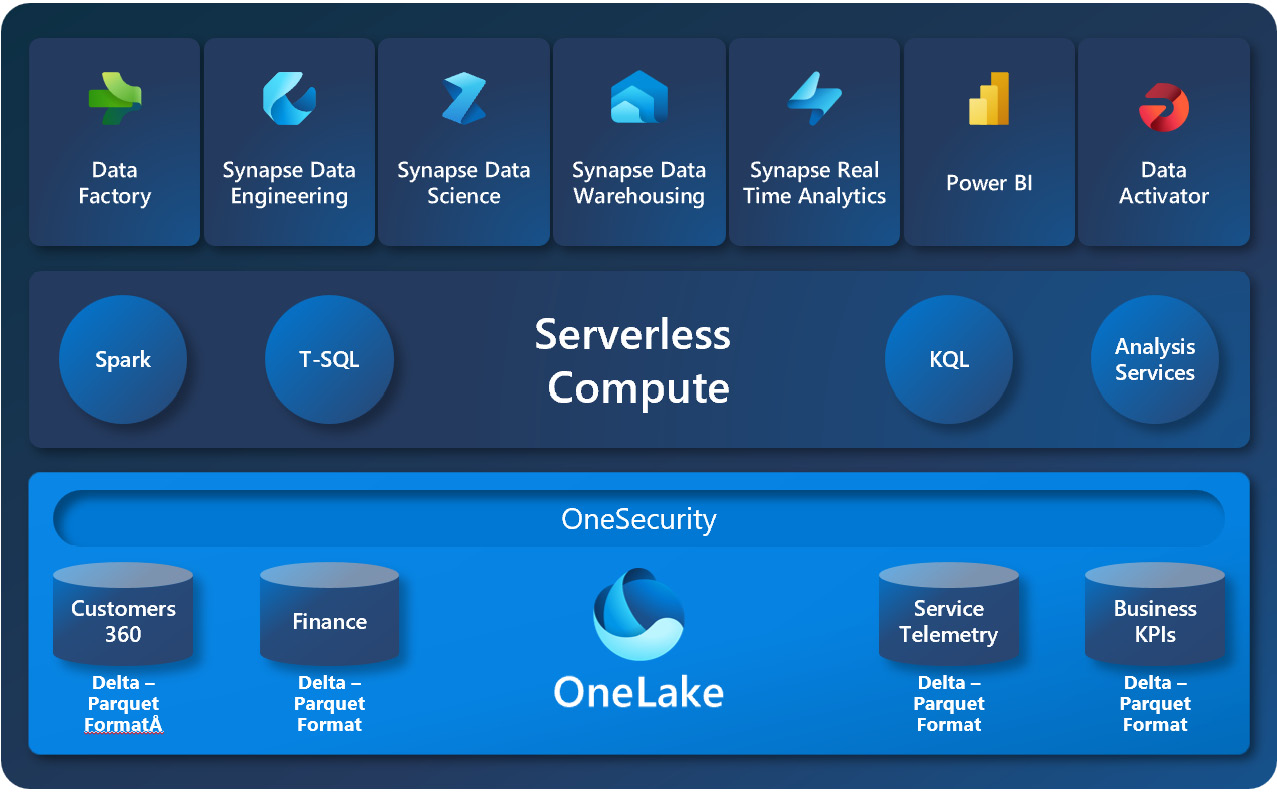 Data
Factory
Synapse Data
Engineering
Synapse Data
Science
Synapse Data
Warehousing
Synapse Real
Time Analytics
Power BI
Data
Activator
Spark
T-SQL
Serverless
Compute
KQL
Analysis
Services
OneSecurity
Customers
360
Finance
Service
Telemetry
Business
KPIs
Delta –
Parquet
FormatÅ
Delta –
Parquet
Format
OneLake
Delta –
Parquet
Format
Delta –
Parquet
Format